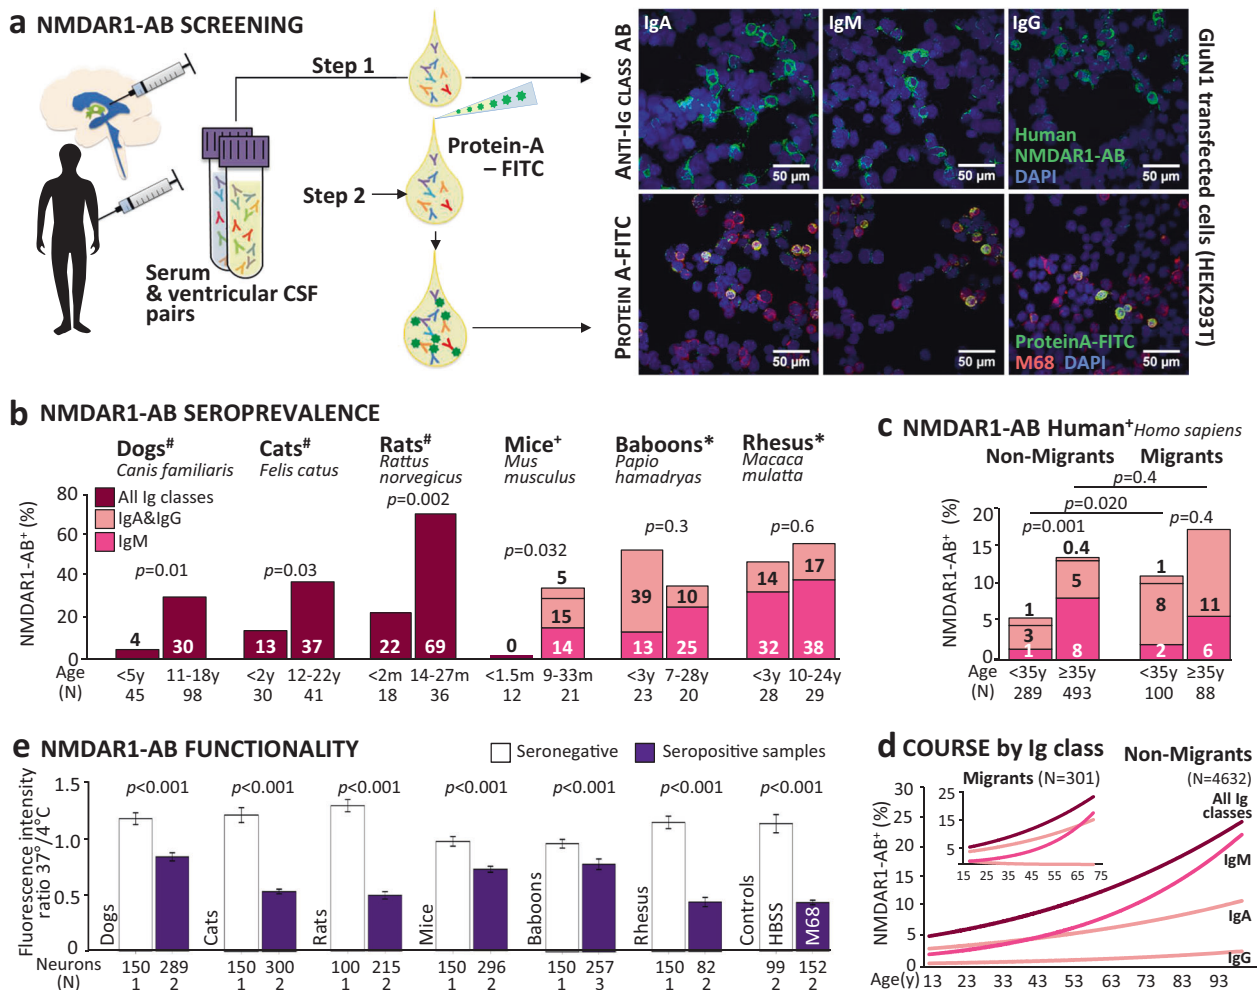 a NMDAR1-AB SCREENING
Step 1
Protein-A
– FITC
Step 2
Serum
& ventricular CSF
pairs
ANTI-Ig CLASS AB
IgA
IgM
IgG
Human
NMDAR1-AB
DAPI
50 µm
50 µm
50 µm
PROTEIN A-FITC
ProteinA-FITC
M68 DAPI
50 µm
50 µm
50 µm
GluN1 transfected cells (HEK293T)
b NMDAR1-AB SEROPREVALENCE
Dogs# Cats# Rats# Mice+ Baboons* Rhesus*
Canis familiaris Felis catus Rattus norvegicus Mus musculus Papio hamadryas Macaca mulatta
NMDAR1-AB+ (%)
80
60
40
20
0
All Ig classes
IgA&IgG
IgM
p=0.01 p=0.03 p=0.002 p=0.032 p=0.3 p=0.6
4 30 13 37 22 69 0 5 15 14 39 13 10 25 14 32 17 38
Age <5y 11-18y <2y 12-22y <2m 14-27m <1.5m 9-33m <3y 7-28y <3y 10-24y
(N) 45 98 30 41 18 36 12 21 23 20 28 29
c NMDAR1-AB Human+ Homo sapiens
Non-Migrants Migrants
p=0.4
p=0.020
p=0.001 p=0.4
NMDAR1-AB+ (%)
20
15
10
5
0
1 3 1 0.4 5 8 1 8 2 11 6
Age <35y ≥35y <35y ≥35y
(N) 289 493 100 88
e NMDAR1-AB FUNCTIONALITY
Seronegative Seropositive samples
Fluorescence intensity
ratio 37°/4°C
1.5
1.0
0.5
0
p<0.001 p<0.001 p<0.001 p<0.001 p<0.001 p<0.001 p<0.001
Dogs Cats Rats Mice Baboons Rhesus Controls HBSS M68
Neurons 150 289 150 300 100 215 150 296 150 257 150 82 99 152
(N) 1 2 1 2 1 2 1 2 1 3 1 2 2 2
d COURSE by Ig class
Non-Migrants
(N=4632)
Migrants (N=301)
NMDAR1-AB+ (%)
30
25
20
15
10
5
0
25
15
5
15 25 35 45 55 65 75
All Ig
classes
IgM
IgA
IgG
Age(y) 13 23 33 43 53 63 73 83 93